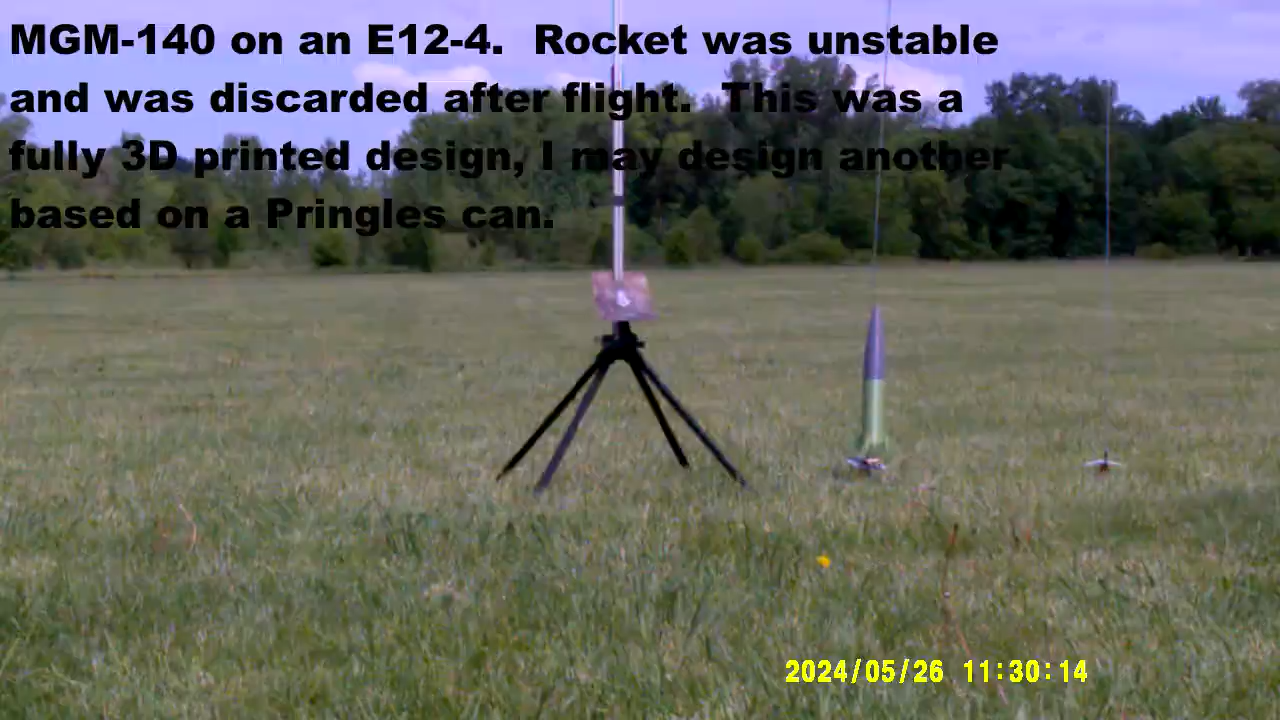 MGM-140 on an E12-4.  Rocket was unstable
and was discarded after flight.  This was a
fully 3D printed design, I may design another
based on a Pringles can.
2024/05/26 11:30:14